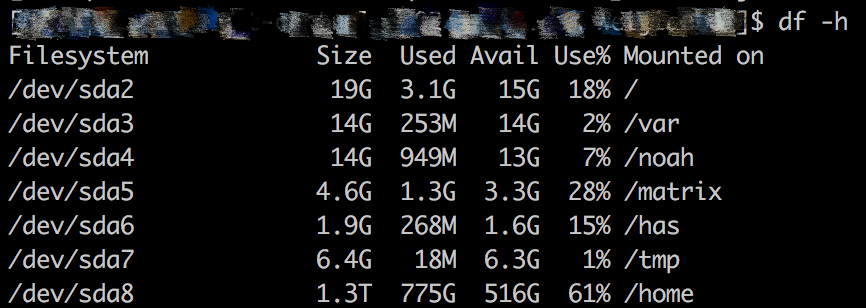 ]$ df -h
Filesystem Size Used Avail Use% Mounted on
/dev/sda2 19G 3.1G 15G 18% /
/dev/sda3 14G 253M 14G 2% /var
/dev/sda4 14G 949M 13G 7% /noah
/dev/sda5 4.6G 1.3G 3.3G 28% /matrix
/dev/sda6 1.9G 268M 1.6G 15% /has
/dev/sda7 6.4G 18M 6.3G 1% /tmp
/dev/sda8 1.3T 775G 516G 61% /home